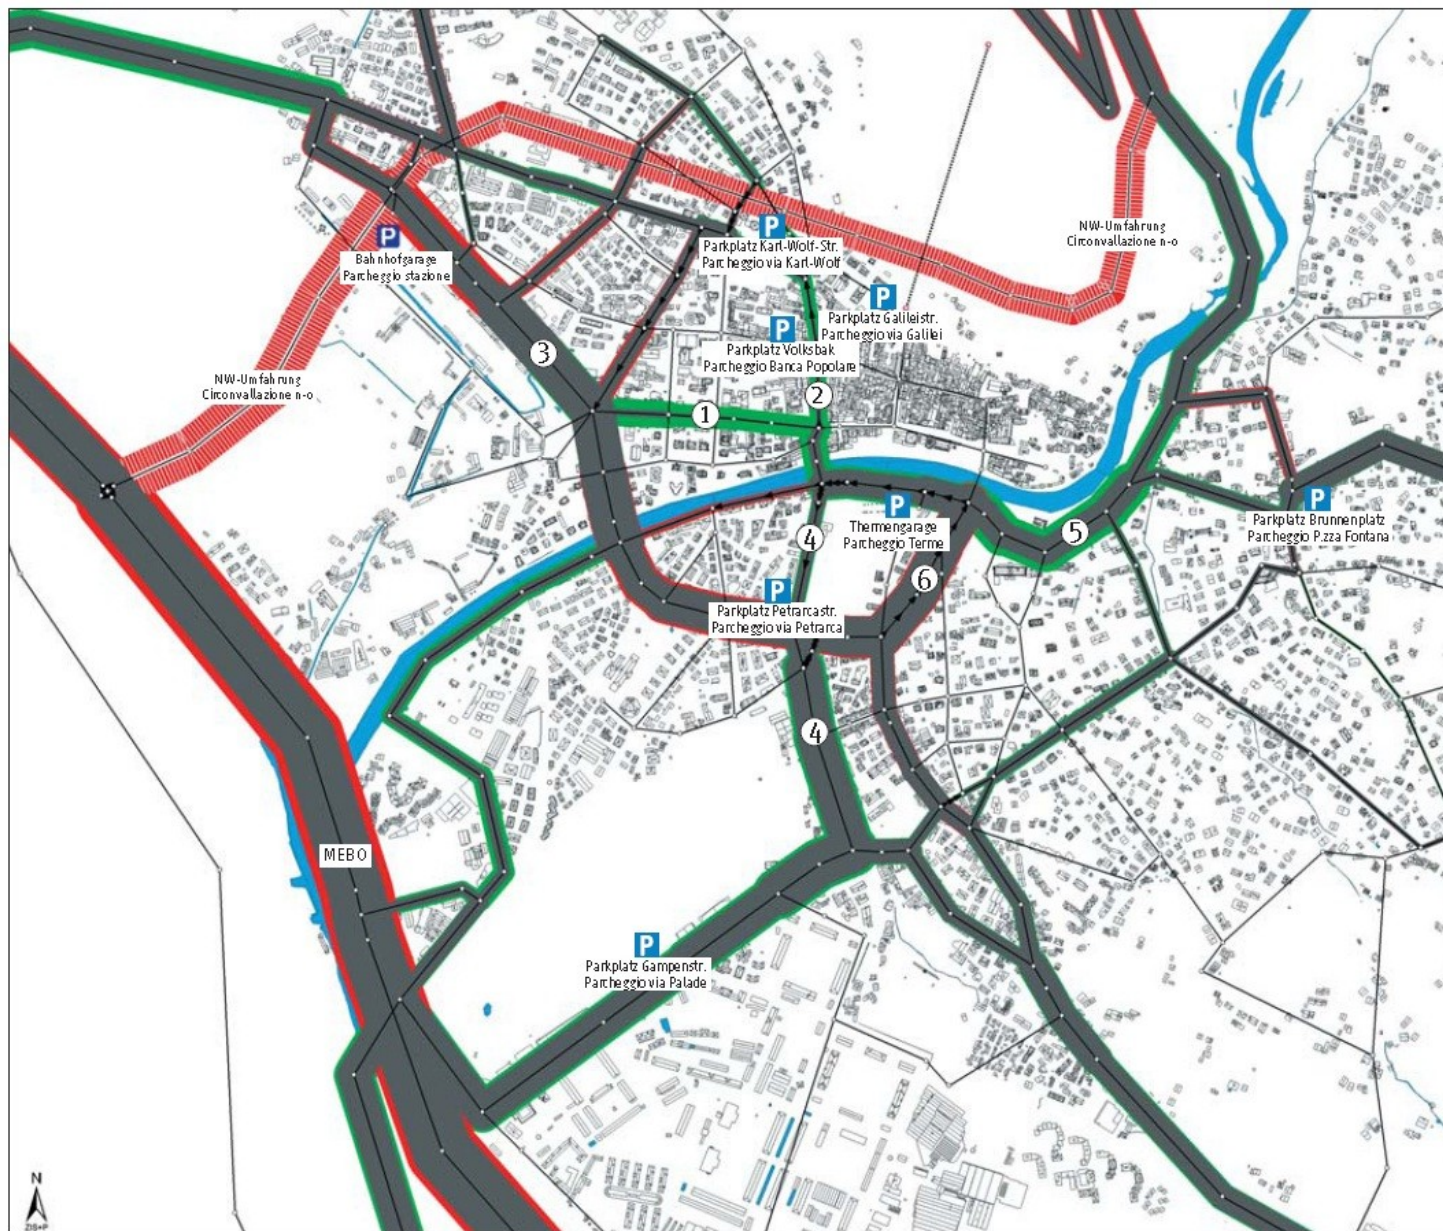 NW-Umfahrung
Circonvallazione n-o
P
Parkplatz Karl-Wolf-Str.
Parcheggio via Karl-Wolf
P
Bahnhofgarage
Parcheggio stazione
P
Parkplatz Galileistr.
Parcheggio via Galilei
P
Parkplatz Volksbak
Parcheggio Banca Popolare
3
NW-Umfahrung
Circonvallazione n-o
2
1
P
Thermengarage
Parcheggio Terme
P
Parkplatz Brunnenplatz
Parcheggio P.zza Fontana
5
4
6
P
Parkplatz Petrarcastr.
Parcheggio via Petrarca
4
MEBO
P
Parkplatz Gampenstr.
Parcheggio via Palade
N
ZIS+P